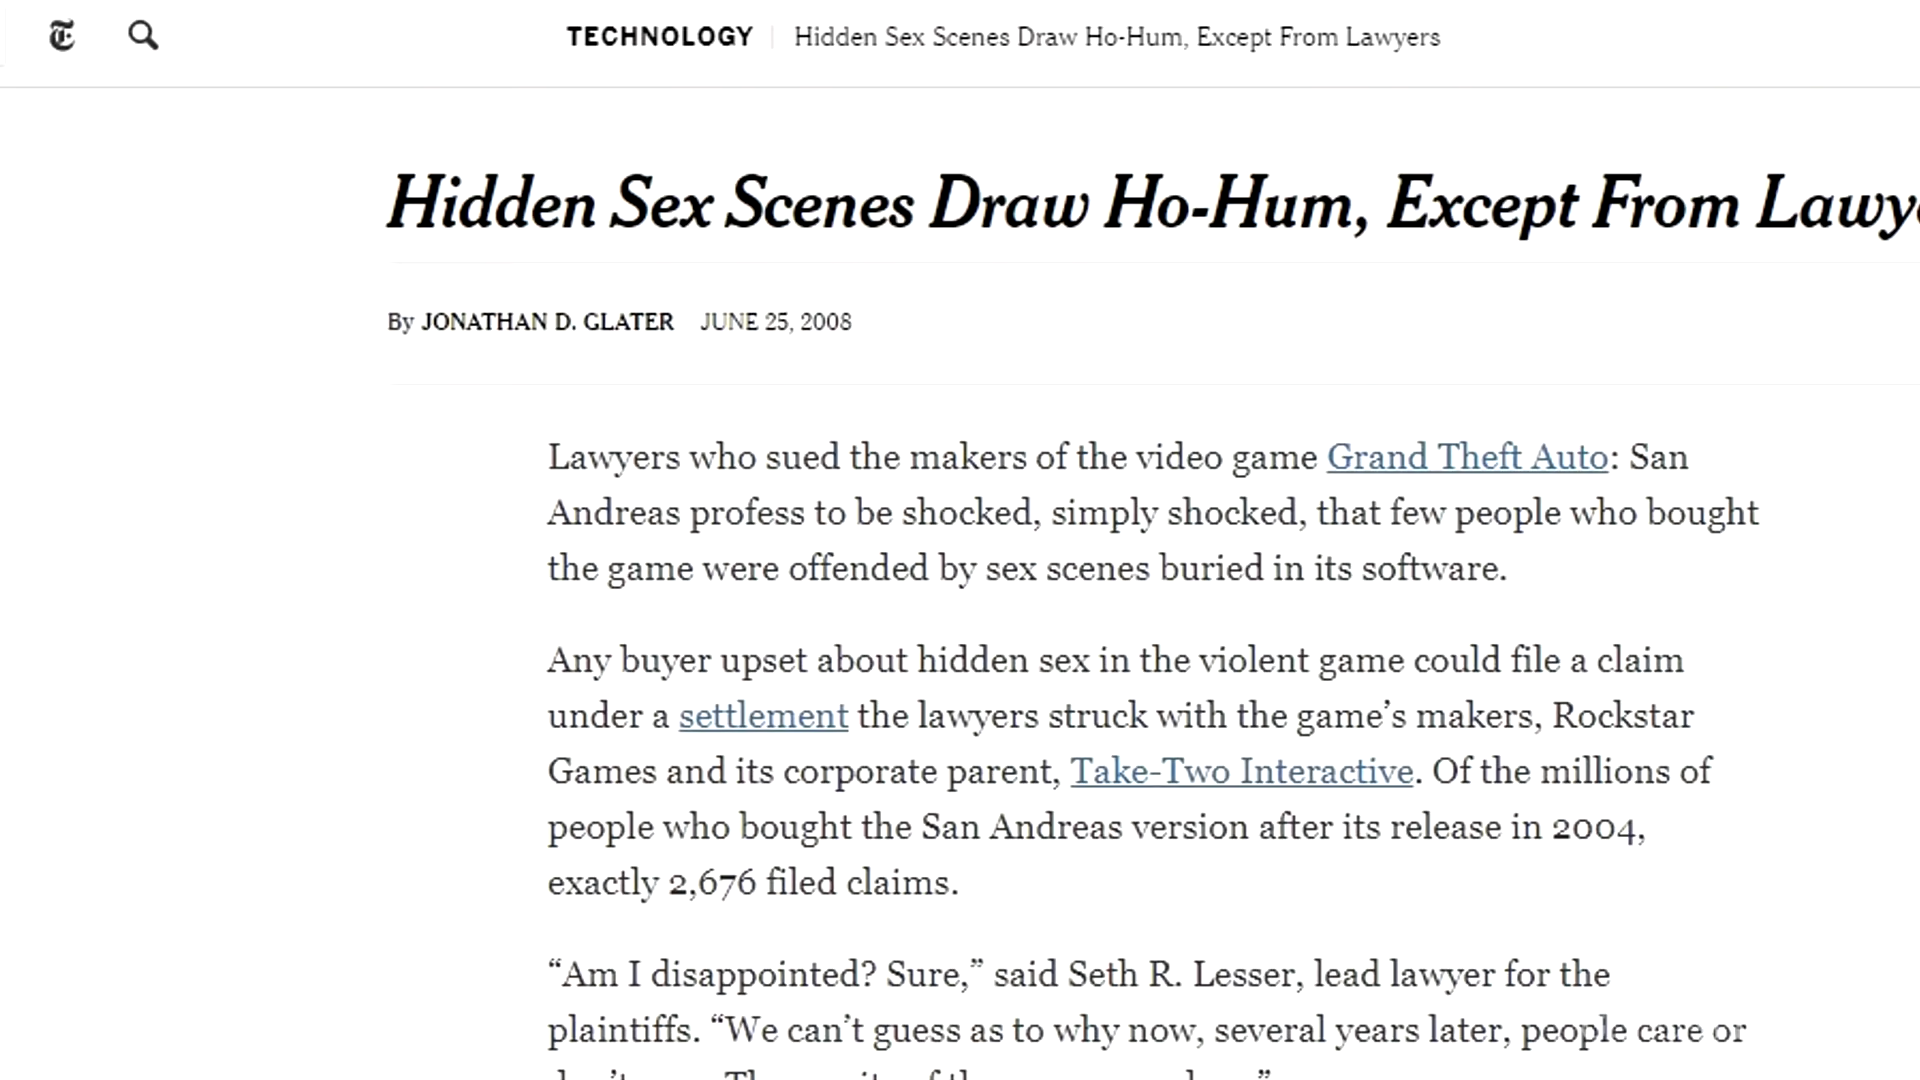 TECHNOLOGY Hidden Sex Scenes Draw Ho-Hum, Except From Lawyers
Hidden Sex Scenes Draw Ho-Hum, Except From
By JONATHAN D. GLATER JUNE 25, 2008
Lawyers who sued the makers of the video game Grand Theft Auto: San
Andreas profess to be shocked, simply shocked, that few people who bought
the game were offended by sex scenes buried in its software.
Any buyer upset about hidden sex in the violent game could file a claim
under a settlement the lawyers struck with the game’s makers, Rockstar
Games and its corporate parent, Take-Two Interactive. Of the millions of
people who bought the San Andreas version after its release in 2004,
exactly 2,676 filed claims.
“Am I disappointed? Sure,” said Seth R. Lesser, lead lawyer for the
plaintiffs. “We can’t guess as to why now, several years later, people care or